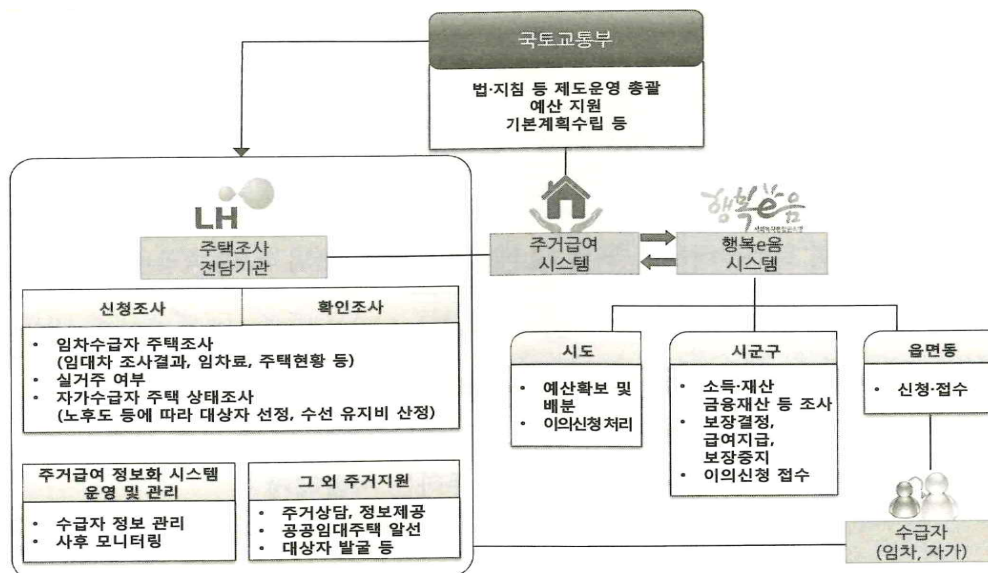 국토교통부
법·지침 등 제도운영 총괄
예산 지원
기본계획수립 등
LH
주택조사
전담기관
주거급여
시스템
행복e음
행복e음
시스템
신청조사
확인조사
• 임차수급자 주택조사
(임대차 조사결과, 임차료, 주택현황 등)
• 실거주 여부
• 자가수급자 주택 상태조사
(노후도 등에 따라 대상자 선정, 수선 유지비 산정)
주거급여 정보화 시스템
운영 및 관리
• 수급자 정보 관리
• 사후 모니터링
그 외 주거지원
• 주거상담, 정보제공
• 공공임대주택 알선
• 대상자 발굴 등
시도
• 예산확보 및
배분
• 이의신청 처리
시군구
• 소득·재산
금융재산 등 조사
• 보장결정,
급여지급,
보장중지
• 이의신청 접수
읍면동
• 신청·접수
수급자
(임차, 자가)